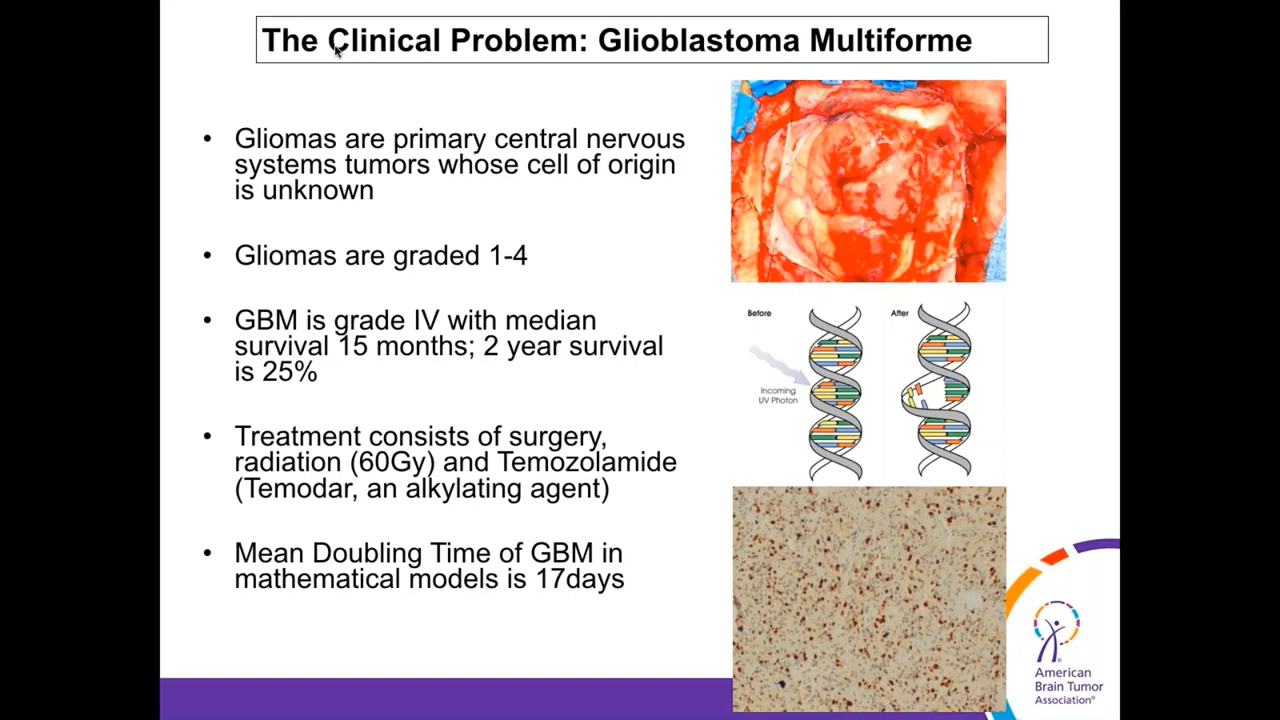 The Clinical Problem: Glioblastoma Multiforme
• Gliomas are primary central nervous
systems tumors whose cell of origin
is unknown
• Gliomas are graded 1-4
• GBM is grade IV with median
survival 15 months; 2 year survival
is 25%
• Treatment consists of surgery,
radiation (60Gy) and Temozolamide
(Temodar, an alkylating agent)
• Mean Doubling Time of GBM in
mathematical models is 17days
Before
After
Incoming
UV Photon
American
Brain Tumor
Association®